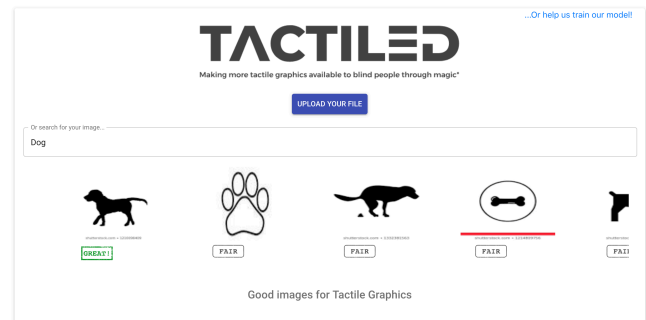 ...Or help us train our model!
TACTILED
Making more tactile graphics available to blind people through magic*
UPLOAD YOUR FILE
Or search for your image...
Dog
GREAT!
FAIR
FAIR
FAIR
FAI
Good images for Tactile Graphics